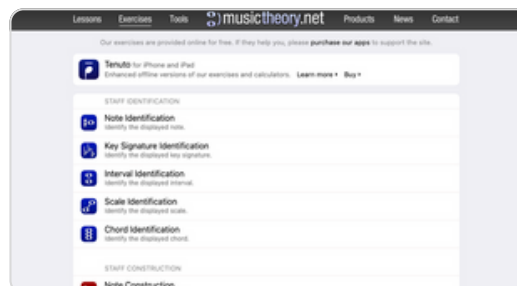 Lessons Exercises Tools musictheory.net Products News Contact
Our exercises are provided online for free. If they help you, please purchase our apps to support the site.
Tenuto for iPhone and iPad
Enhanced offline versions of our exercises and calculators. Learn more Buy
STAFF IDENTIFICATION
Note Identification
Identify the displayed note.
Key Signature Identification
Identify the displayed key signature.
Interval Identification
Identify the displayed interval.
Scale Identification
Identify the displayed scale.
Chord Identification
Identify the displayed chord.
STAFF CONSTRUCTION
Note Construction